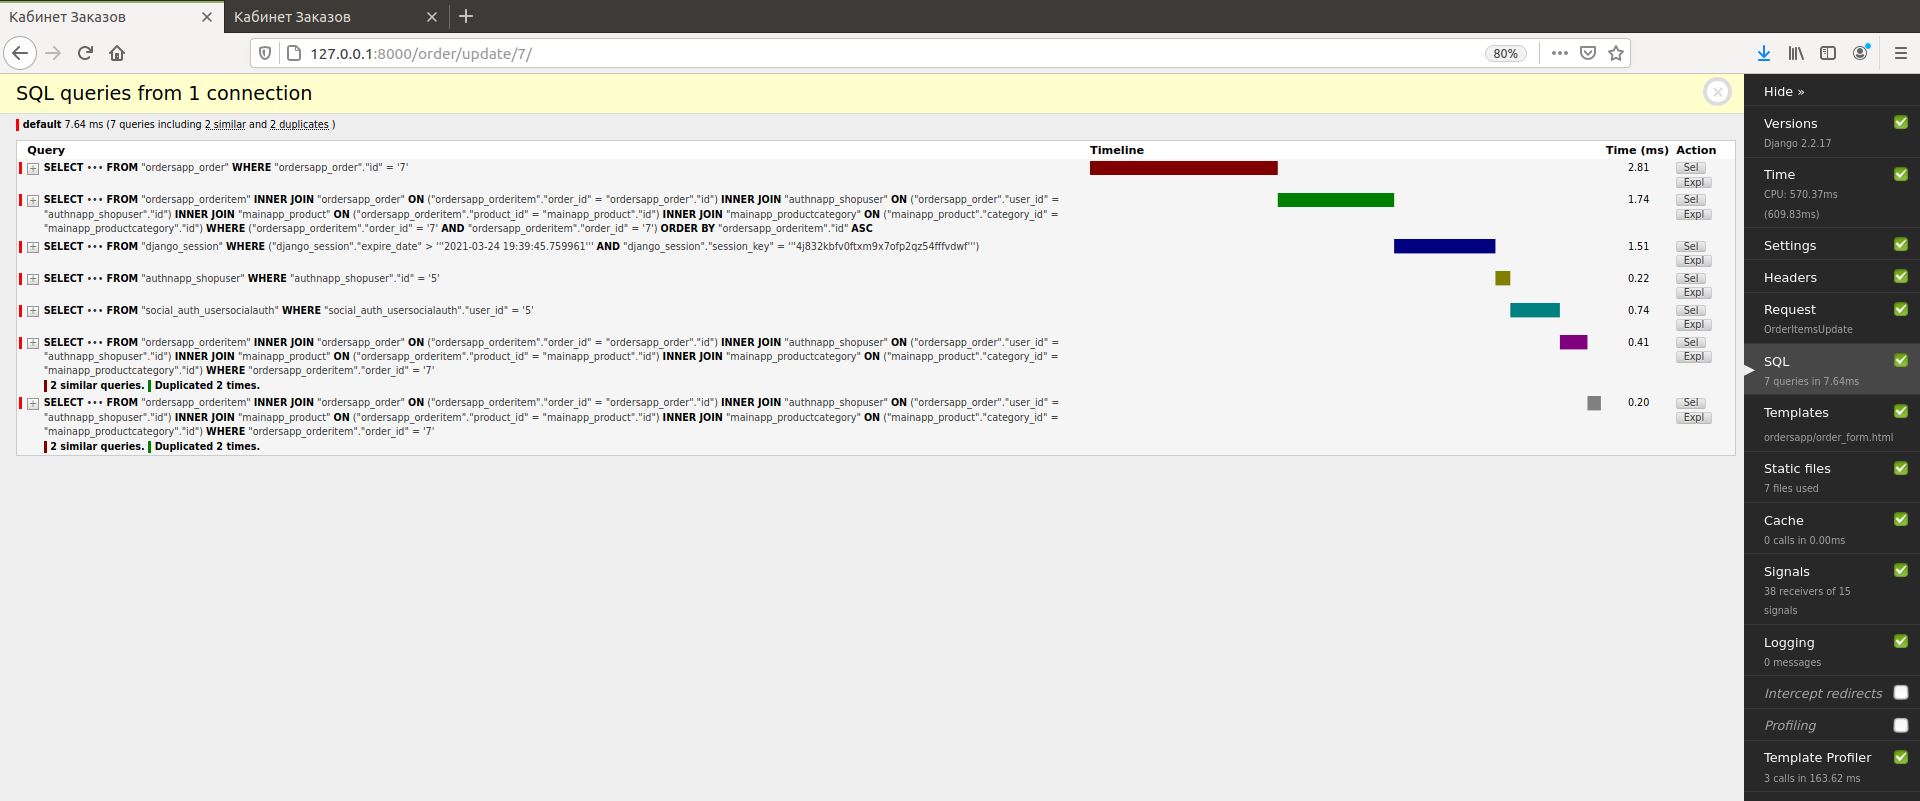 Кабинет Заказов
Кабинет Заказов
127.0.0.1:8000/order/update/7/
80%
SQL queries from 1 connection
default 7.64 ms (7 queries including 2 similar and 2 duplicates )
Query Timeline Time (ms) Action
SELECT ••• FROM "ordersapp_order" WHERE "ordersapp_order"."id" = '7' 2.81 Sel
Expl
SELECT ••• FROM "ordersapp_orderitem" INNER JOIN "ordersapp_order" ON ("ordersapp_orderitem"."order_id" = "ordersapp_order"."id") INNER JOIN "authnapp_shopuser" ON ("ordersapp_order"."user_id" = 1.74 Sel
"authnapp_shopuser"."id") INNER JOIN "mainapp_product" ON ("ordersapp_orderitem"."product_id" = "mainapp_product"."id") INNER JOIN "mainapp_productcategory" ON ("mainapp_product"."category_id" = Expl
"mainapp_productcategory"."id") WHERE ("ordersapp_orderitem"."order_id" = '7' AND "ordersapp_orderitem"."order_id" = '7') ORDER BY "ordersapp_orderitem"."id" ASC
SELECT ••• FROM "django_session" WHERE ("django_session"."expire_date" > '''2021-03-24 19:39:45.759961''' AND "django_session"."session_key" = '''4j832kbfv0ftxm9x7ofp2qz54fffvdwf''') 1.51 Sel
Expl
SELECT ••• FROM "authnapp_shopuser" WHERE "authnapp_shopuser"."id" = '5' 0.22 Sel
Expl
SELECT ••• FROM "social_auth_usersocialauth" WHERE "social_auth_usersocialauth"."user_id" = '5' 0.74 Sel
Expl
SELECT ••• FROM "ordersapp_orderitem" INNER JOIN "ordersapp_order" ON ("ordersapp_orderitem"."order_id" = "ordersapp_order"."id") INNER JOIN "authnapp_shopuser" ON ("ordersapp_order"."user_id" = 0.41 Sel
"authnapp_shopuser"."id") INNER JOIN "mainapp_product" ON ("ordersapp_orderitem"."product_id" = "mainapp_product"."id") INNER JOIN "mainapp_productcategory" ON ("mainapp_product"."category_id" = Expl
"mainapp_productcategory"."id") WHERE "ordersapp_orderitem"."order_id" = '7'
2 similar queries. Duplicated 2 times.
SELECT ••• FROM "ordersapp_orderitem" INNER JOIN "ordersapp_order" ON ("ordersapp_orderitem"."order_id" = "ordersapp_order"."id") INNER JOIN "authnapp_shopuser" ON ("ordersapp_order"."user_id" = 0.20 Sel
"authnapp_shopuser"."id") INNER JOIN "mainapp_product" ON ("ordersapp_orderitem"."product_id" = "mainapp_product"."id") INNER JOIN "mainapp_productcategory" ON ("mainapp_product"."category_id" = Expl
"mainapp_productcategory"."id") WHERE "ordersapp_orderitem"."order_id" = '7'
2 similar queries. Duplicated 2 times.
Hide »
Versions
Django 2.2.17
Time
CPU: 570.37ms
(609.83ms)
Settings
Headers
Request
OrderItemsUpdate
SQL
7 queries in 7.64ms
Templates
ordersapp/order_form.html
Static files
7 files used
Cache
0 calls in 0.00ms
Signals
38 receivers of 15
signals
Logging
0 messages
Intercept redirects
Profiling
Template Profiler
3 calls in 163.62 ms